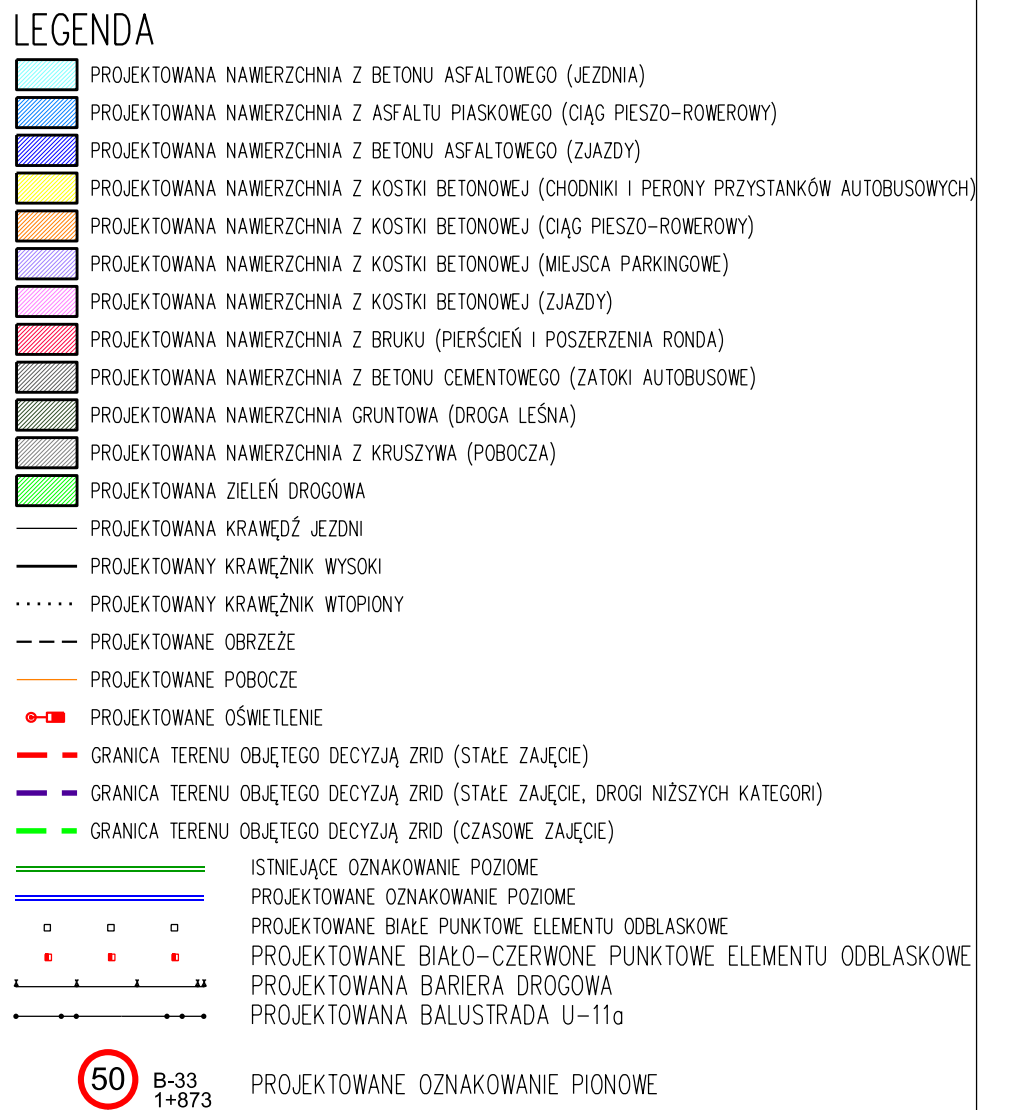 LEGENDA
PROJEKTOWANA NAWIERZCHNIA Z BETONU ASFALTOWEGO (JEZDNIA)
PROJEKTOWANA NAWIERZCHNIA Z ASFALTU PIASKOWEGO (CIĄG PIESZO-ROWEROWY)
PROJEKTOWANA NAWIERZCHNIA Z BETONU ASFALTOWEGO (ZJAZDY)
PROJEKTOWANA NAWIERZCHNIA Z KOSTKI BETONOWEJ (CHODNIKI I PERONY PRZYSTANKÓW AUTOBUSOWYCH)
PROJEKTOWANA NAWIERZCHNIA Z KOSTKI BETONOWEJ (CIĄG PIESZO-ROWEROWY)
PROJEKTOWANA NAWIERZCHNIA Z KOSTKI BETONOWEJ (MIEJSCA PARKINGOWE)
PROJEKTOWANA NAWIERZCHNIA Z KOSTKI BETONOWEJ (ZJAZDY)
PROJEKTOWANA NAWIERZCHNIA Z BRUKU (PIERŚCIEŃ I POSZERZENIA RONDA)
PROJEKTOWANA NAWIERZCHNIA Z BETONU CEMENTOWEGO (ZATOKI AUTOBUSOWE)
PROJEKTOWANA NAWIERZCHNIA GRUNTOWA (DROGA LEŚNA)
PROJEKTOWANA NAWIERZCHNIA Z KRUSZYWA (POBOCZA)
PROJEKTOWANA ZIELEŃ DROGOWA
PROJEKTOWANA KRAWĘDŹ JEZDNI
PROJEKTOWANY KRAWĘŻNIK WYSOKI
PROJEKTOWANY KRAWĘŻNIK WTOPIONY
PROJEKTOWANE OBRZEŻE
PROJEKTOWANE POBOCZE
PROJEKTOWANE OŚWIETLENIE
GRANICA TERENU OBJĘTEGO DECYZJĄ ZRID (STAŁE ZAJĘCIE)
GRANICA TERENU OBJĘTEGO DECYZJĄ ZRID (STAŁE ZAJĘCIE, DROGI NIŻSZYCH KATEGORI)
GRANICA TERENU OBJĘTEGO DECYZJĄ ZRID (CZASOWE ZAJĘCIE)
ISTNIEJĄCE OZNAKOWANIE POZIOME
PROJEKTOWANE OZNAKOWANIE POZIOME
PROJEKTOWANE BIAŁE PUNKTOWE ELEMENTU ODBLASKOWE
PROJEKTOWANE BIAŁO-CZERWONE PUNKTOWE ELEMENTU ODBLASKOWE
PROJEKTOWANA BARIERA DROGOWA
PROJEKTOWANA BALUSTRADA U-11a
50 B-33
1+873
PROJEKTOWANE OZNAKOWANIE PIONOWE